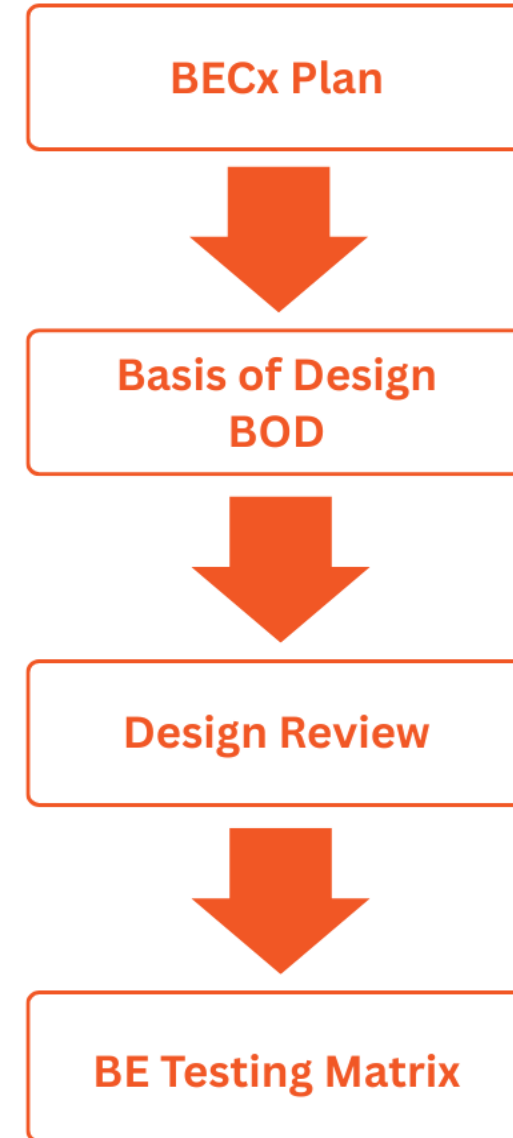 BECx Plan
Basis of Design
BOD
Design Review
BE Testing Matrix